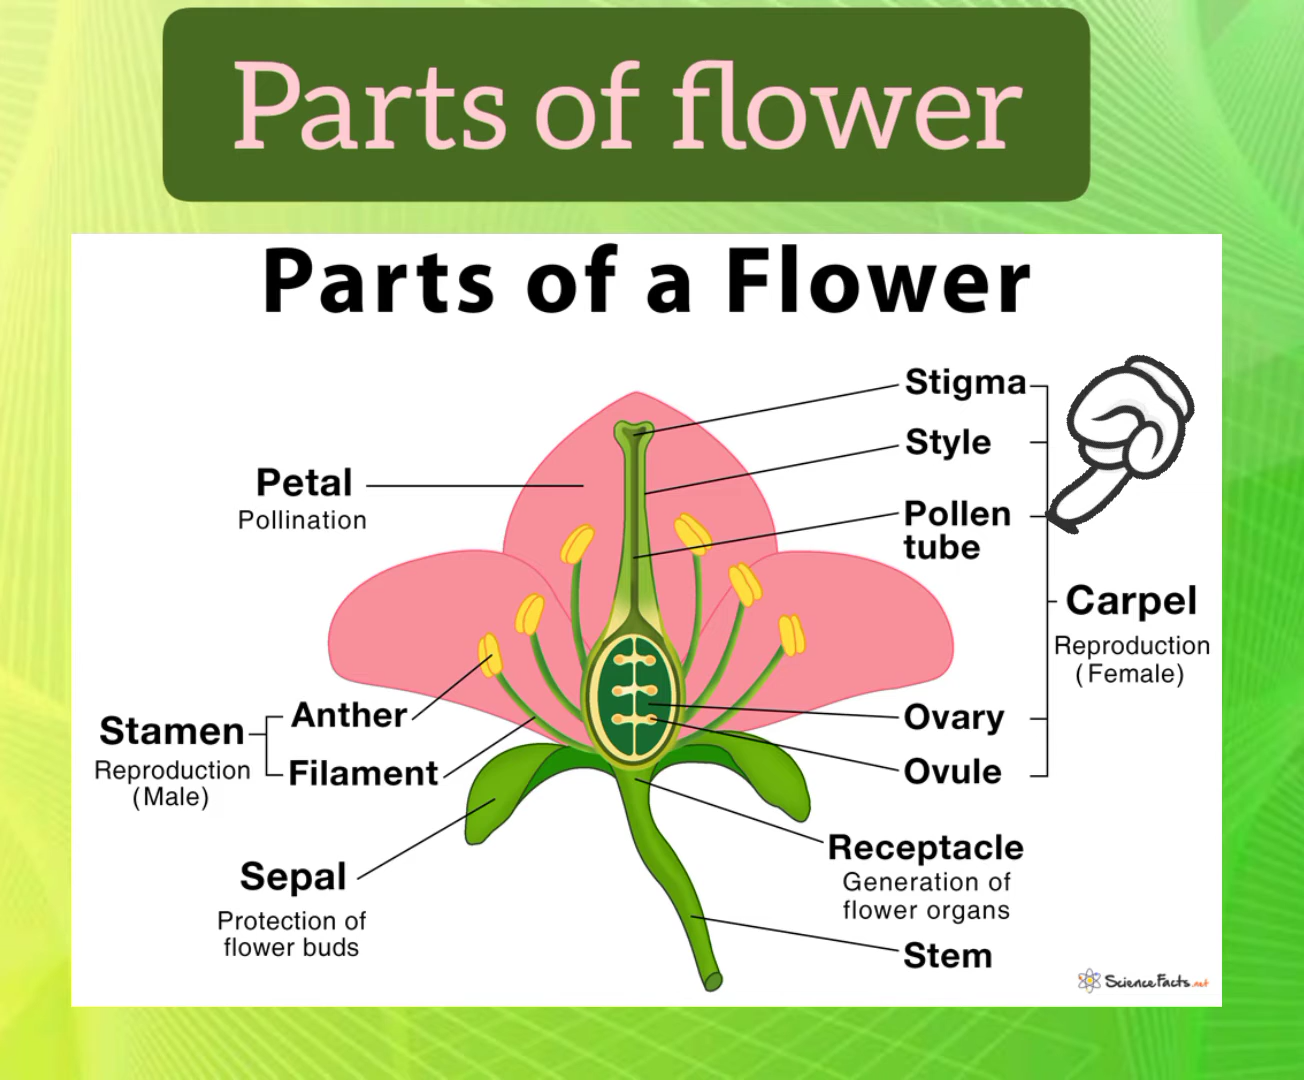 Parts of flower
Parts of a Flower
Stigma
Style
Petal
Pollination
Pollen
tube
Carpel
Reproduction
(Female)
Stamen
Reproduction
(Male)
Anther
Filament
Ovary
Ovule
Sepal
Protection of
flower buds
Receptacle
Generation of
flower organs
Stem
ScienceFacts.net